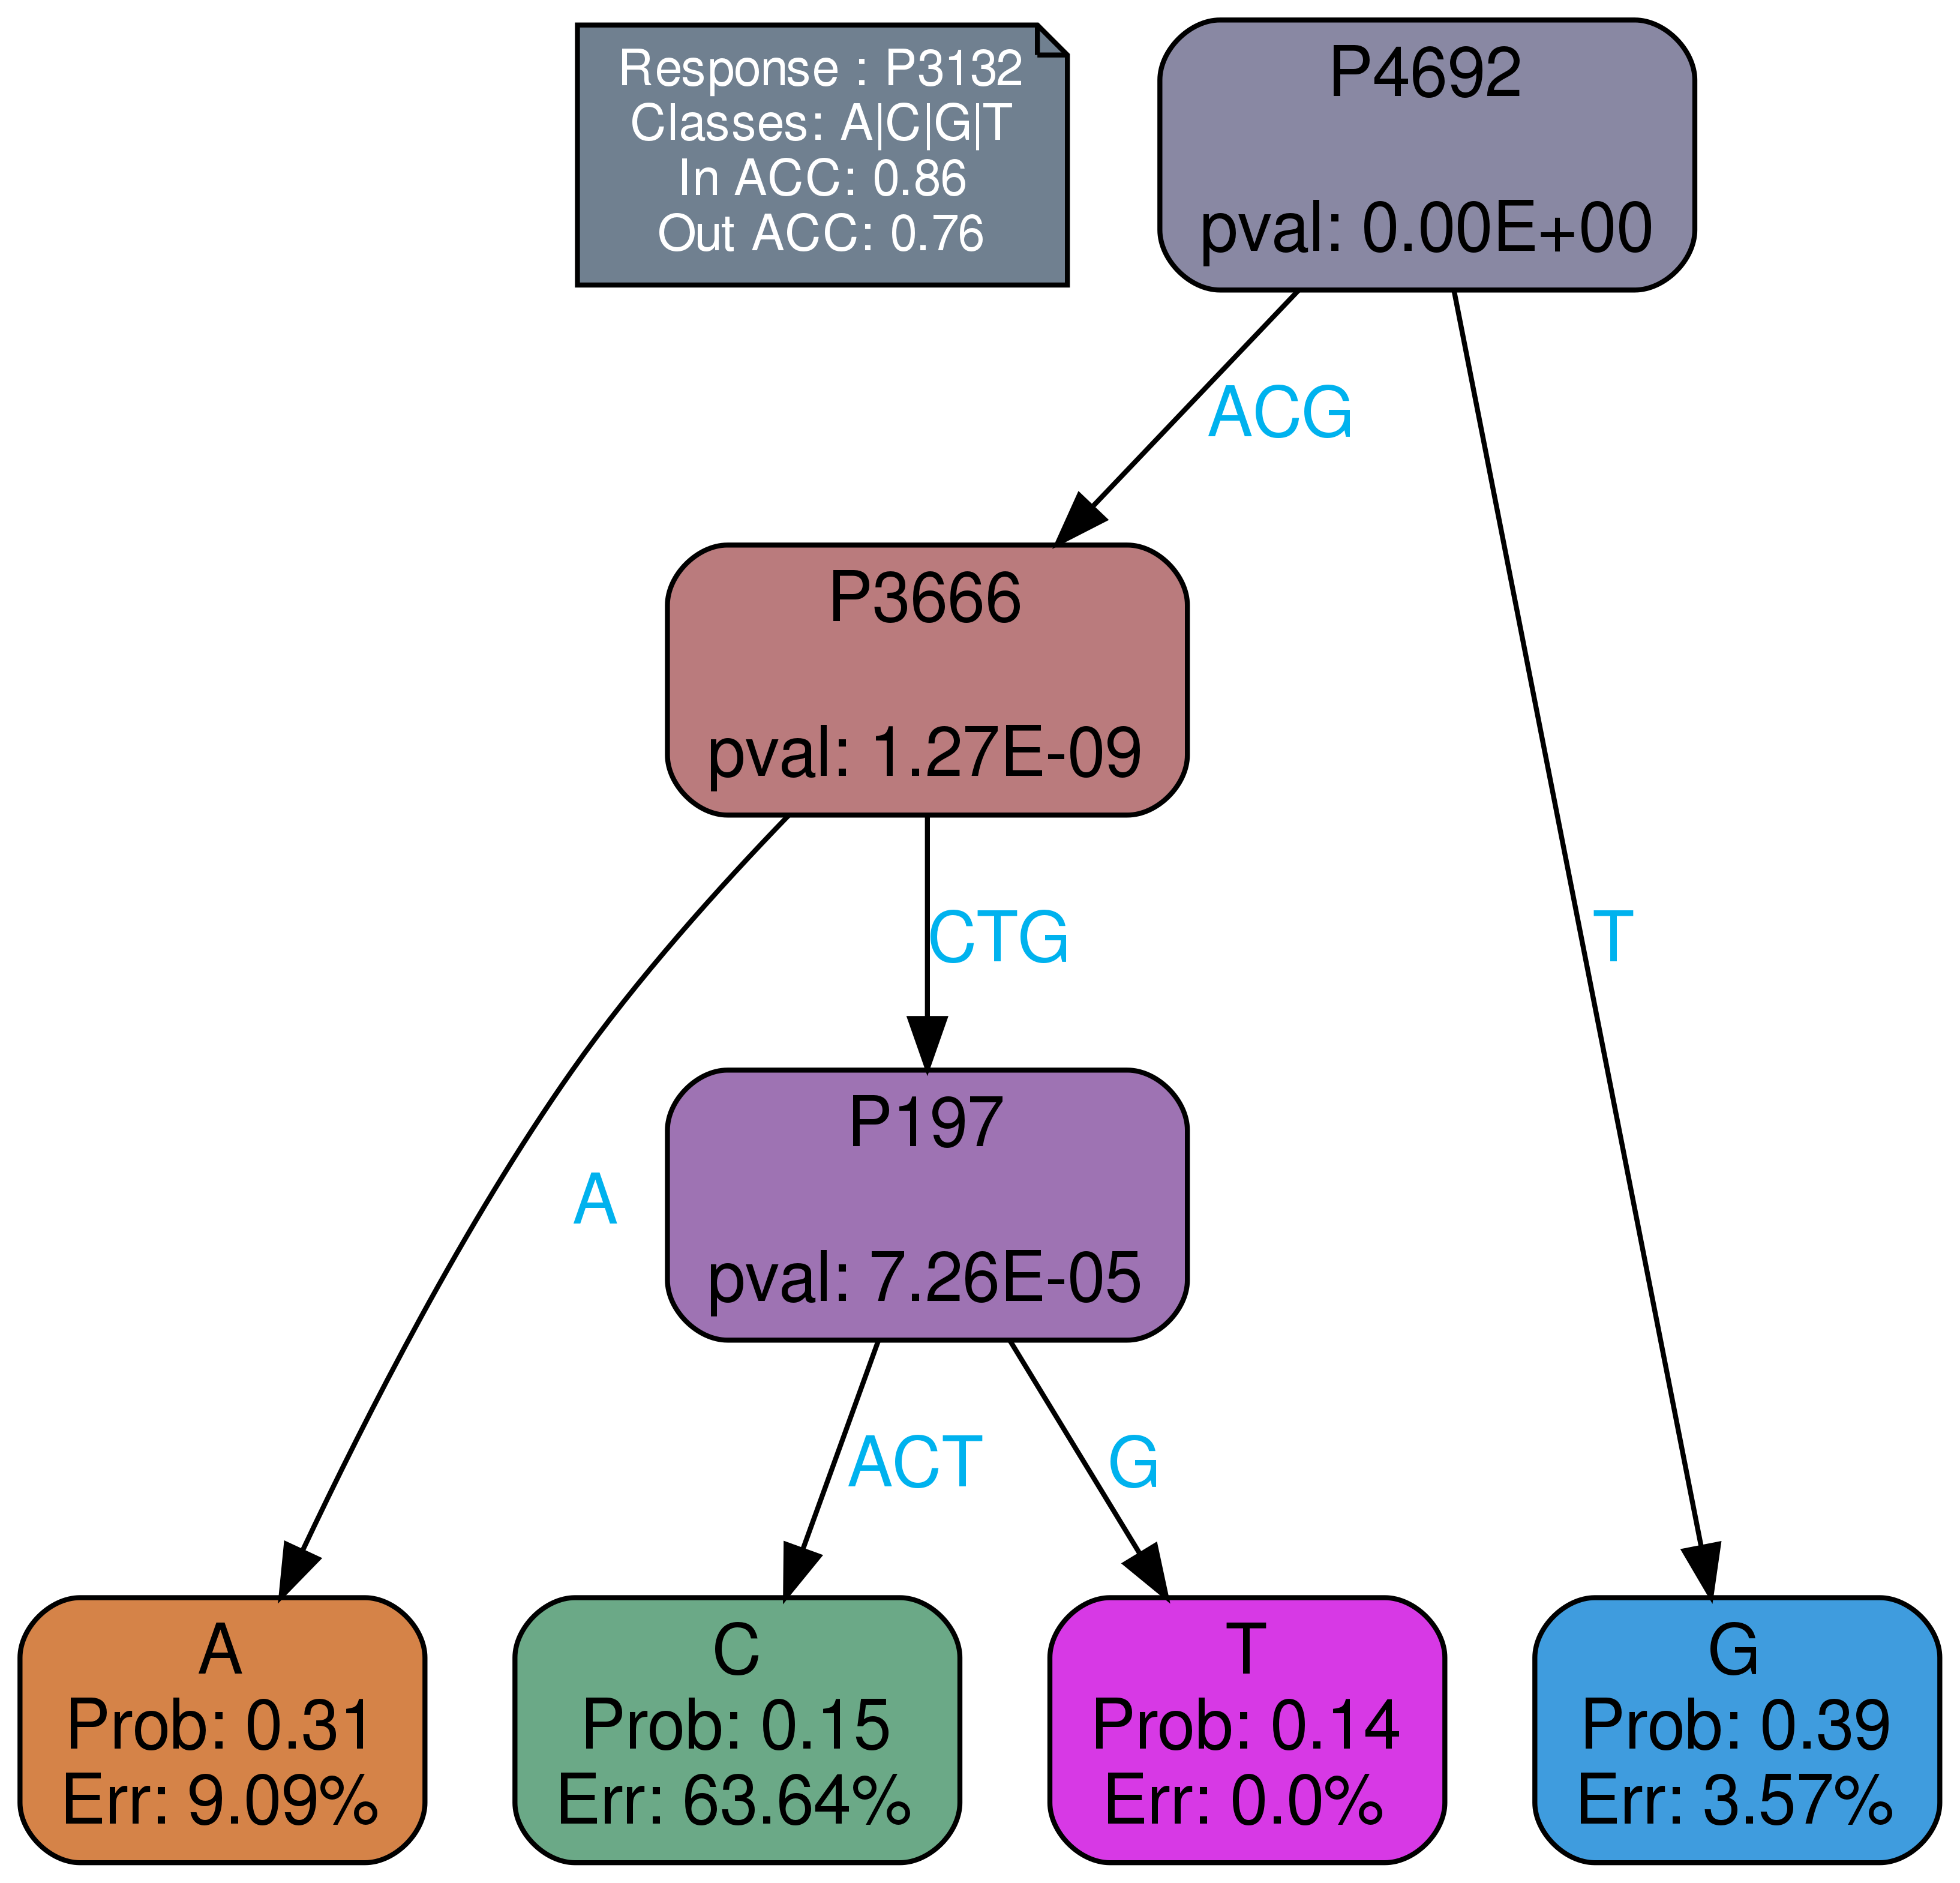 Response : P3132
Classes: A|C|G|T
In ACC: 0.86
Out ACC: 0.76
P4692
pval: 0.00E+00
ACG
P3666
pval: 1.27E-09
CTG
T
P197
pval: 7.26E-05
A
ACT
G
A
Prob: 0.31
Err: 9.09%
C
Prob: 0.15
Err: 63.64%
T
Prob: 0.14
Err: 0.0%
G
Prob: 0.39
Err: 3.57%